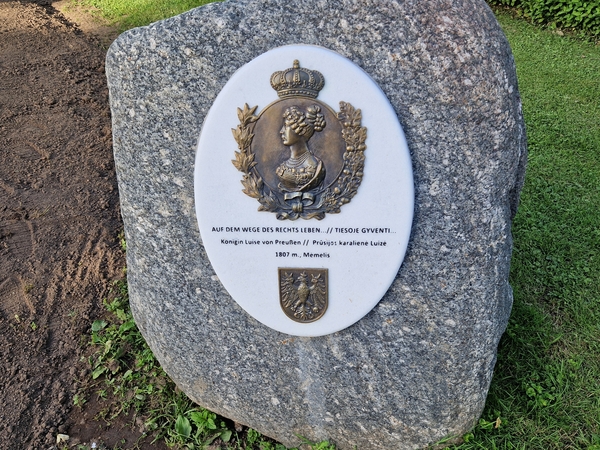 AUF DEM WEGE DES RECHTS LEBEN...// TIESOJE GYVENTI...
Königin Luise von Preußen // Prūsijos karalienė Luizė
1807 m., Memelis